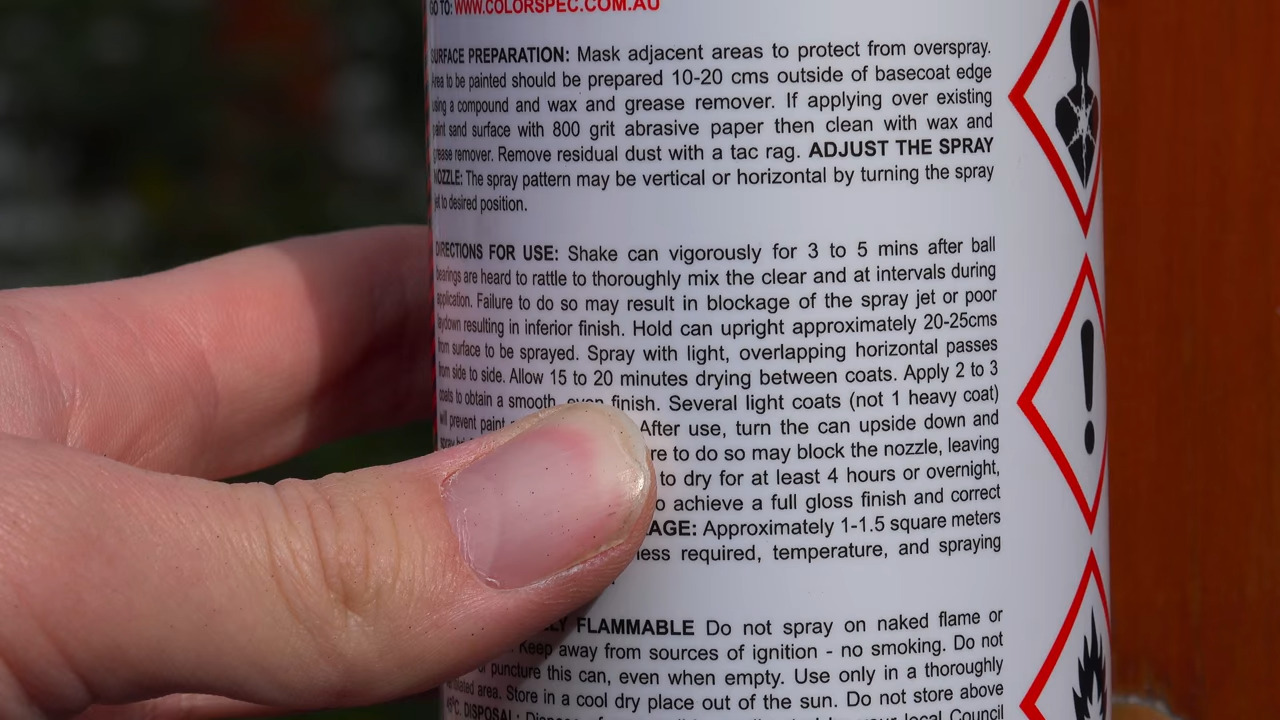 GO TO: WWW.COLORSPEC.COM.AU
SURFACE PREPARATION: Mask adjacent areas to protect from overspray.
Area to be painted should be prepared 10-20 cms outside of basecoat edge
using a compound and wax and grease remover. If applying over existing
paint sand surface with 800 grit abrasive paper then clean with wax and
grease remover. Remove residual dust with a tac rag. ADJUST THE SPRAY
NOZZLE: The spray pattern may be vertical or horizontal by turning the spray
jet to desired position.
DIRECTIONS FOR USE: Shake can vigorously for 3 to 5 mins after ball
bearings are heard to rattle to thoroughly mix the clear and at intervals during
application. Failure to do so may result in blockage of the spray jet or poor
laydown resulting in inferior finish. Hold can upright approximately 20-25cms
from surface to be sprayed. Spray with light, overlapping horizontal passes
from side to side. Allow 15 to 20 minutes drying between coats. Apply 2 to 3
coats to obtain a smooth even finish. Several light coats (not 1 heavy coat)
will prevent paint After use, turn the can upside down and
to do so may block the nozzle, leaving
to dry for at least 4 hours or overnight,
achieve a full gloss finish and correct
AGE: Approximately 1-1.5 square meters
required, temperature, and spraying
FLAMMABLE Do not spray on naked flame or
Keep away from sources of ignition - no smoking. Do not
puncture this can, even when empty. Use only in a thoroughly
area. Store in a cool dry place out of the sun. Do not store above
DISPOSAL: your local Council